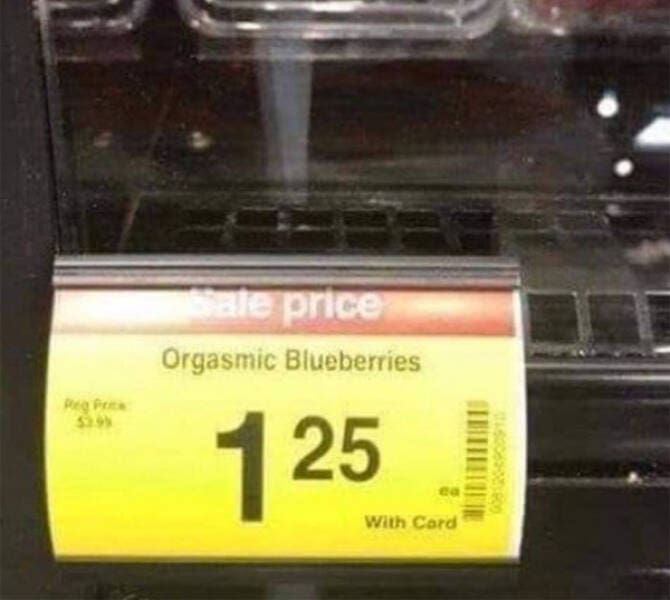 Sale price
Orgasmic Blueberries
Reg Price
$3.99
1 25
ea
With Card